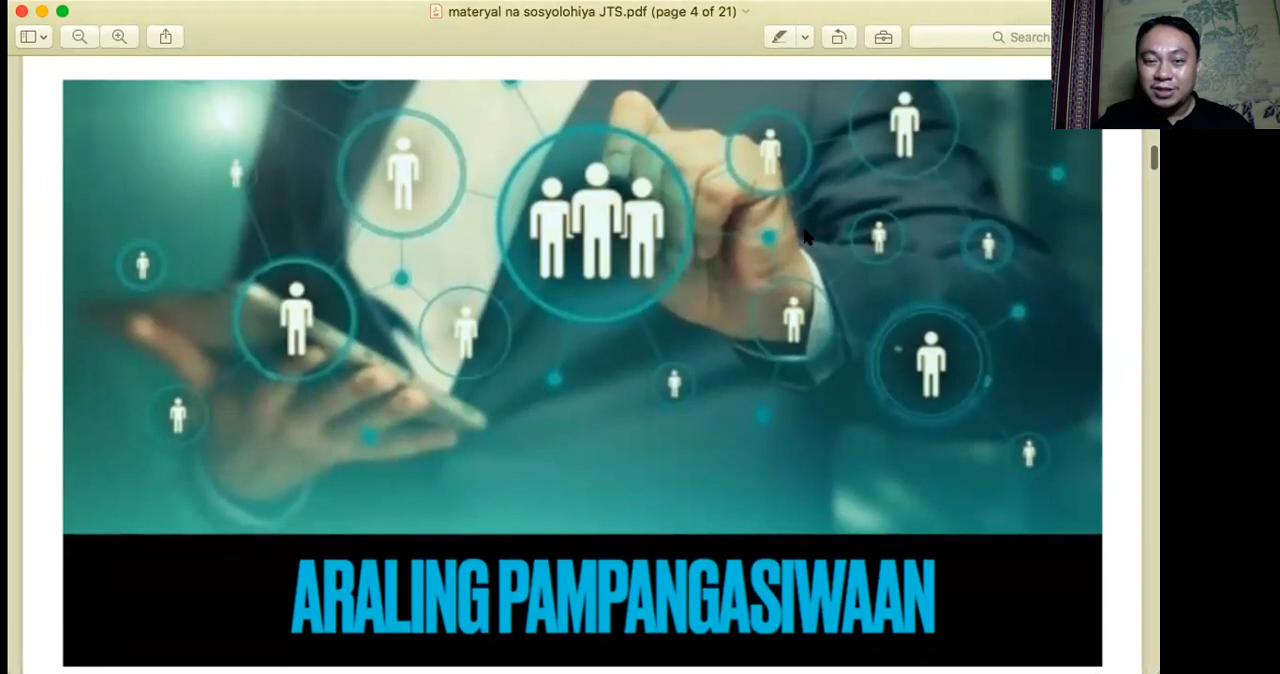 materyal na sosyolohiya JTS.pdf (page 4 of 21)
Search
ARALING PAMPANGASIWAAN